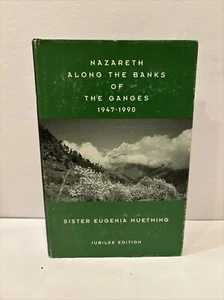 NAZARETH
ALONG THE BANKS
OF
THE GANGES
1947-1990
SISTER EUGENIA MUETHING
JUBILEE EDITION